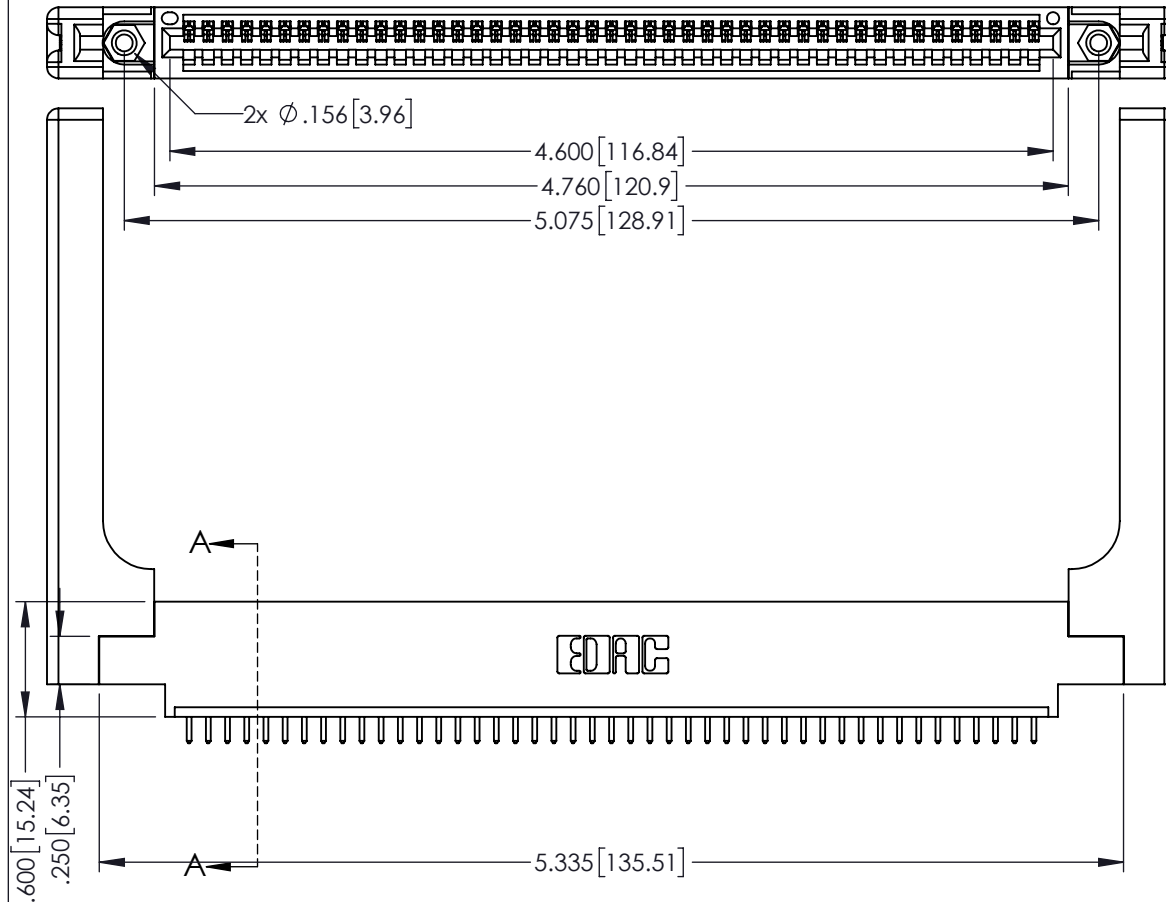 2x Ø .156[3.96]
4.600[116.84]
4.760[120.9]
5.075[128.91]
A
EDAC
.600[15.24]
.250[6.35]
A
5.335[135.51]